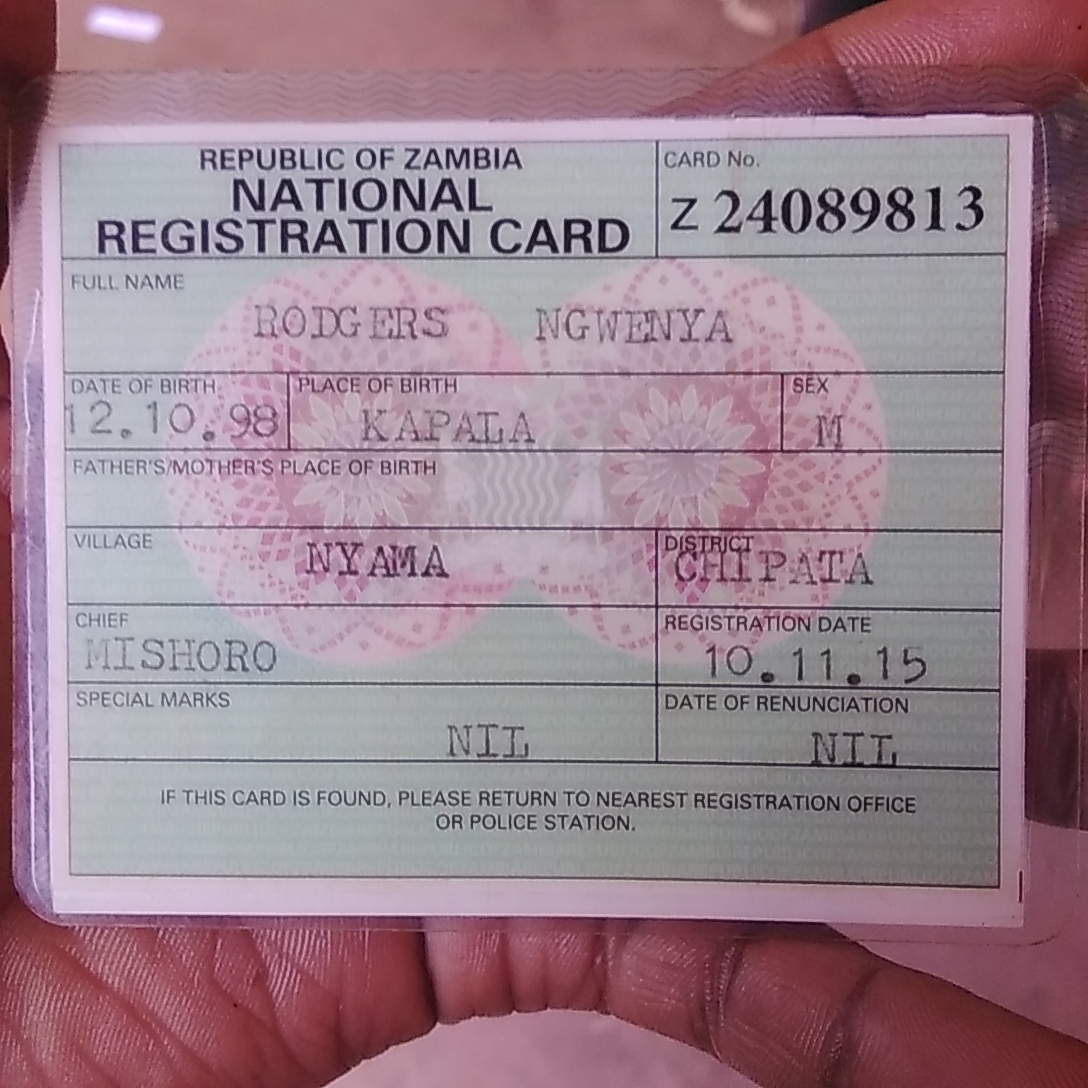 REPUBLIC OF ZAMBIA
NATIONAL
REGISTRATION CARD
CARD No.
Z 24089813
FULL NAME
RODGERS NGWENYA
DATE OF BIRTH
12.10.98
PLACE OF BIRTH
KAPALA
SEX
M
FATHER'S/MOTHER'S PLACE OF BIRTH
VILLAGE
NYAMA
DISTRICT
CHIPATA
CHIEF
MISHORO
REGISTRATION DATE
10.11.15
SPECIAL MARKS
NIL
DATE OF RENUNCIATION
NIL
IF THIS CARD IS FOUND, PLEASE RETURN TO NEAREST REGISTRATION OFFICE
OR POLICE STATION.